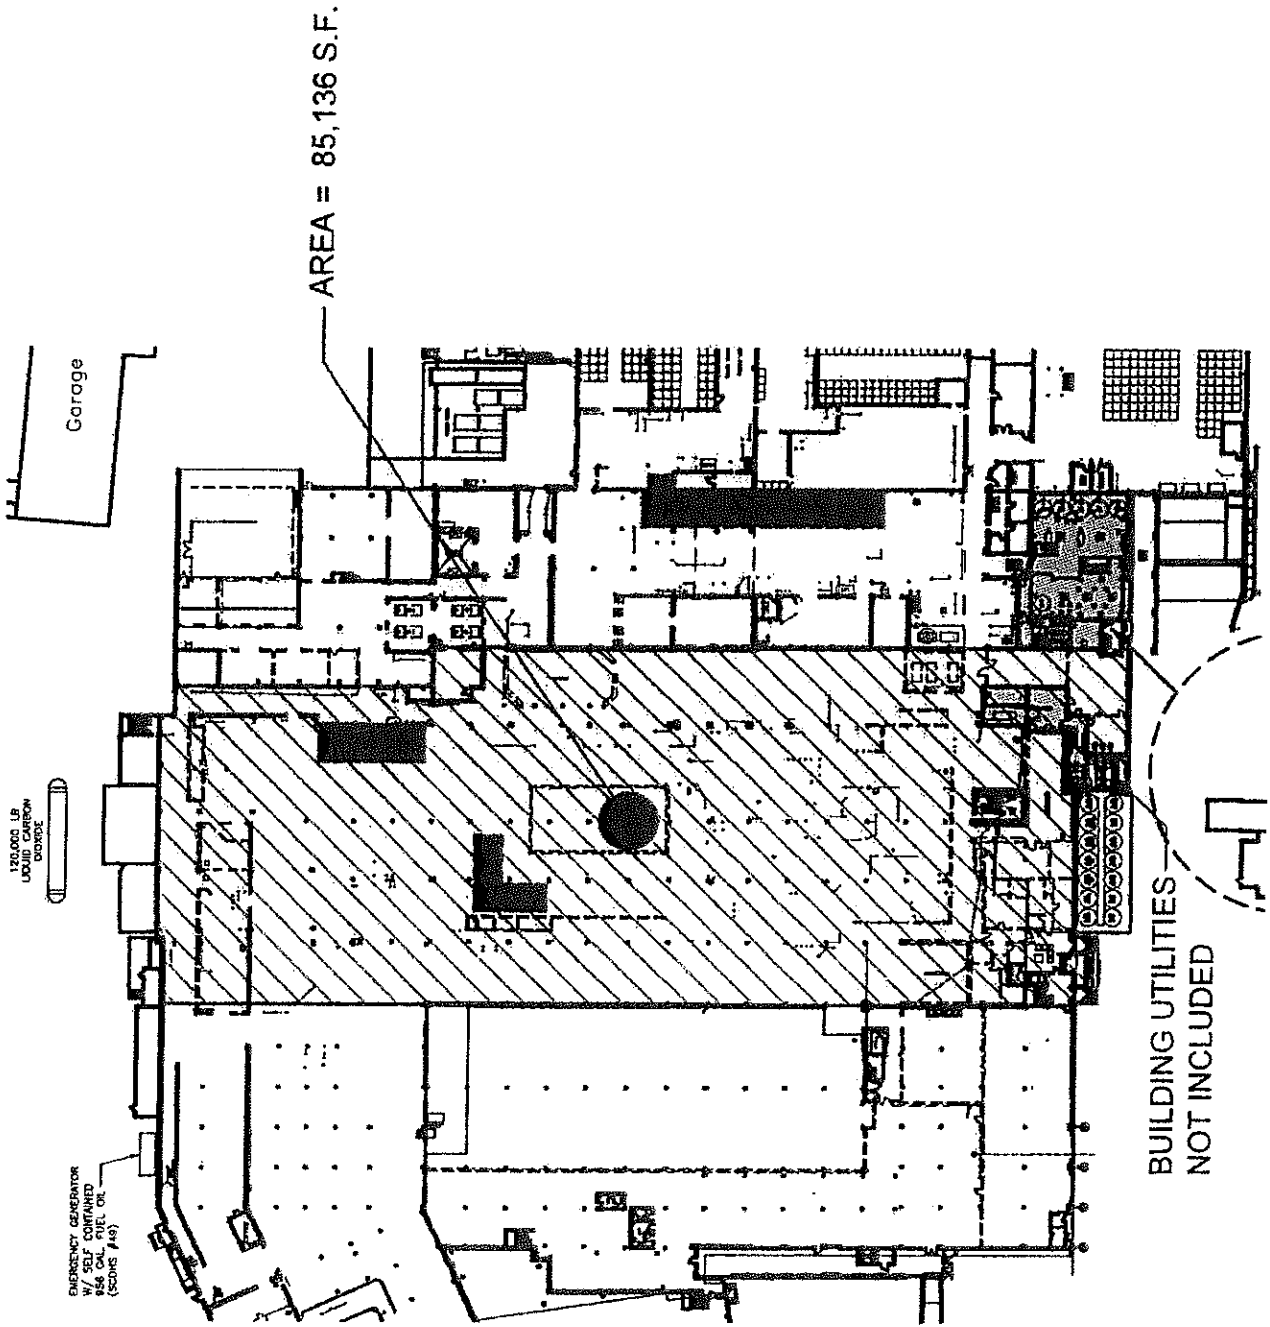 Garage
AREA = 85,136 S.F.
120,000 LB
LIQUID CARBON
DIOXIDE
EMERGENCY GENERATOR
W/ SELF CONTAINED
GAL. FUEL OIL
BUILDING UTILITIES
NOT INCLUDED